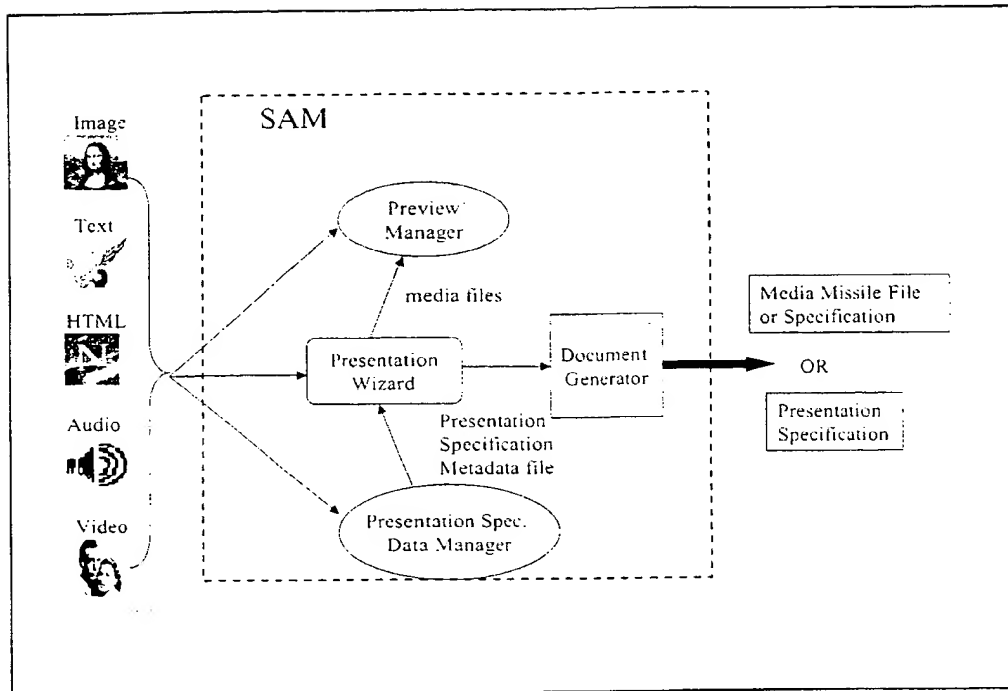 SAM
Image
Text
HTML
Audio
Video
Preview
Manager
media files
Presentation
Wizard
Document
Generator
Presentation
Specification
Metadata file
Presentation Spec.
Data Manager
Media Missile File
or Specification
OR
Presentation
Specification